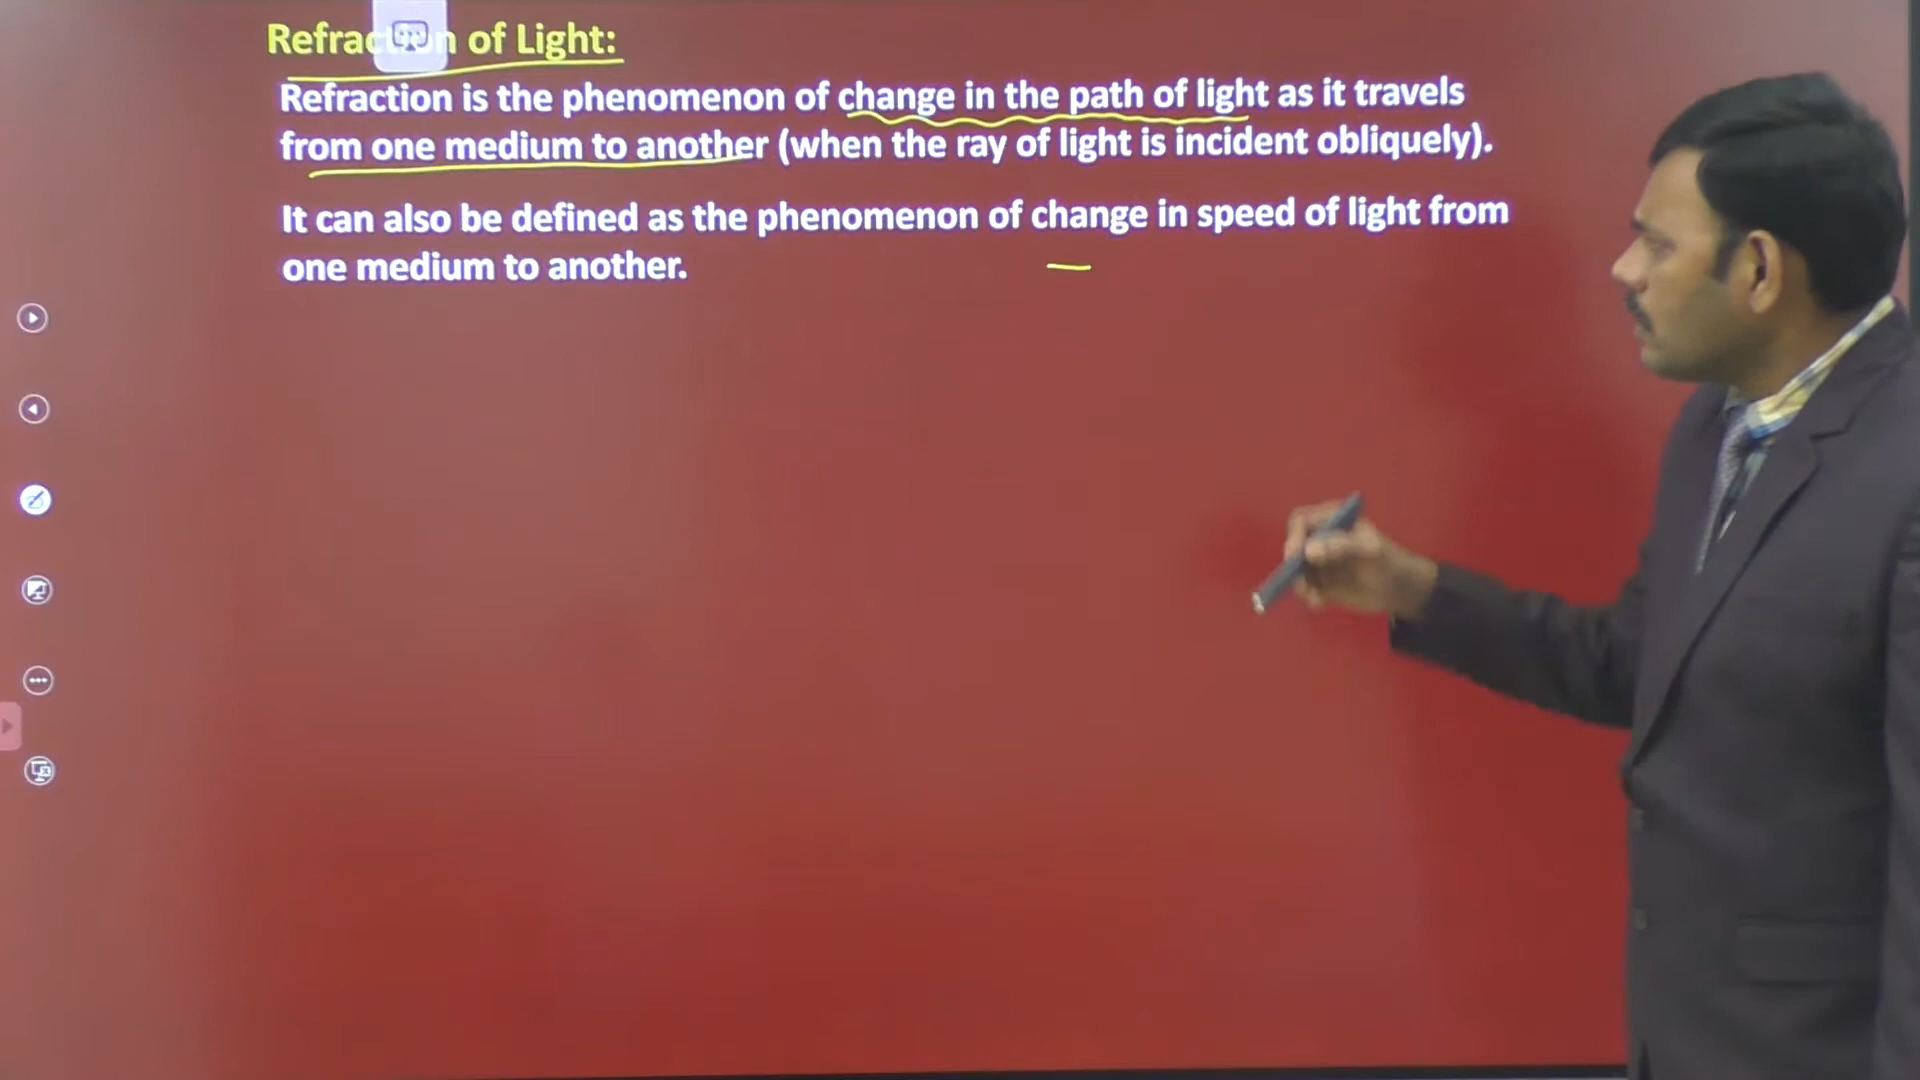 Refraction of Light:
Refraction is the phenomenon of change in the path of light as it travels
from one medium to another (when the ray of light is incident obliquely).
It can also be defined as the phenomenon of change in speed of light from
one medium to another.